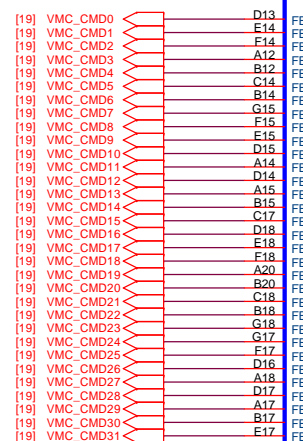 [19] VMC_CMD0 D13 FE
[19] VMC_CMD1 E14 FE
[19] VMC_CMD2 F14 FE
[19] VMC_CMD3 A12 FE
[19] VMC_CMD4 B12 FE
[19] VMC_CMD5 C14 FE
[19] VMC_CMD6 B14 FE
[19] VMC_CMD7 G15 FE
[19] VMC_CMD8 F15 FE
[19] VMC_CMD9 E15 FE
[19] VMC_CMD10 D15 FE
[19] VMC_CMD11 A14 FE
[19] VMC_CMD12 D14 FE
[19] VMC_CMD13 A15 FE
[19] VMC_CMD14 B15 FE
[19] VMC_CMD15 C17 FE
[19] VMC_CMD16 D18 FE
[19] VMC_CMD17 E18 FE
[19] VMC_CMD18 F18 FE
[19] VMC_CMD19 A20 FE
[19] VMC_CMD20 B20 FE
[19] VMC_CMD21 C18 FE
[19] VMC_CMD22 B18 FE
[19] VMC_CMD23 G18 FE
[19] VMC_CMD24 G17 FE
[19] VMC_CMD25 F17 FE
[19] VMC_CMD26 D16 FE
[19] VMC_CMD27 A18 FE
[19] VMC_CMD28 D17 FE
[19] VMC_CMD29 A17 FE
[19] VMC_CMD30 B17 FE
[19] VMC_CMD31 E17 FE